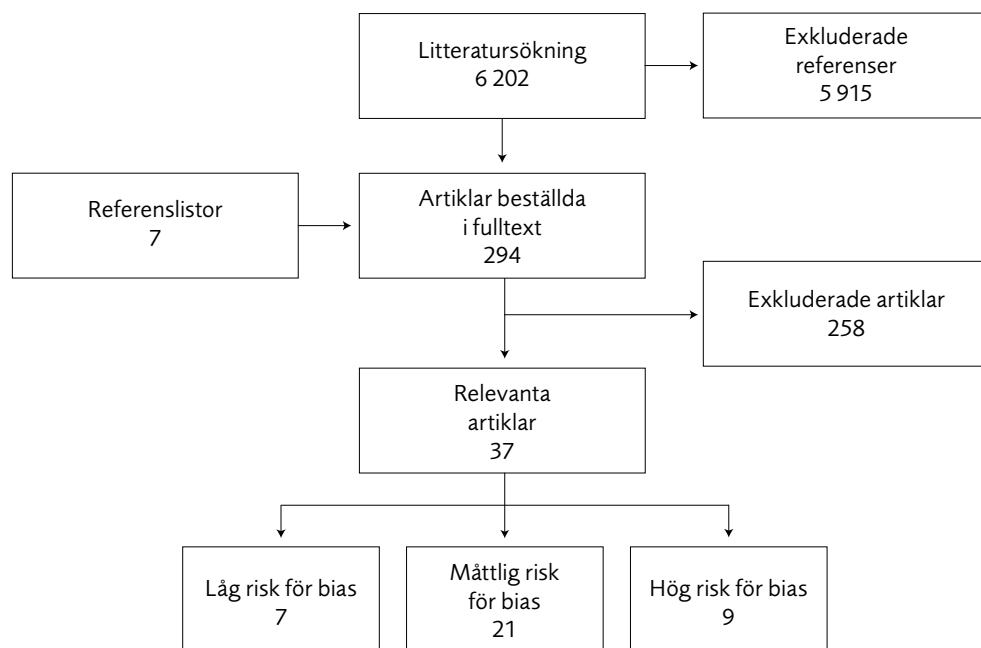 Litteratursökning
6 202
Exkluderade
referenser
5 915
Referenslistor
7
Artiklar beställda
i fulltext
294
Exkluderade artiklar
258
Relevanta
artiklar
37
Låg risk för bias
7
Måttlig risk
för bias
21
Hög risk för bias
9